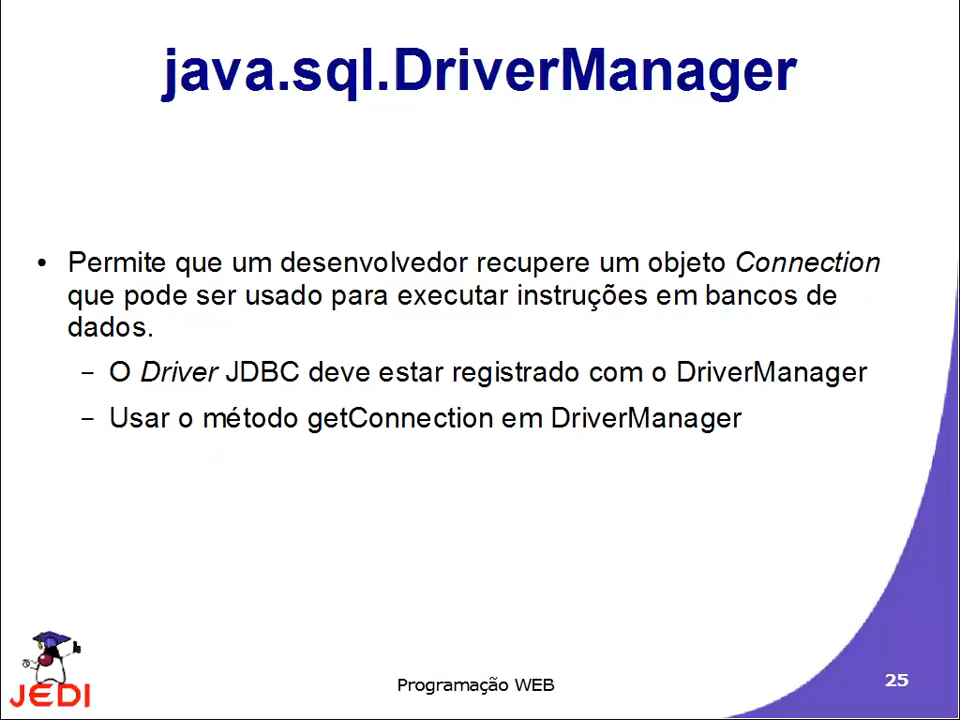 java.sql.DriverManager
• Permite que um desenvolvedor recupere um objeto Connection
que pode ser usado para executar instruções em bancos de
dados.
– O Driver JDBC deve estar registrado com o DriverManager
– Usar o método getConnection em DriverManager
JEDI
Programação WEB
25